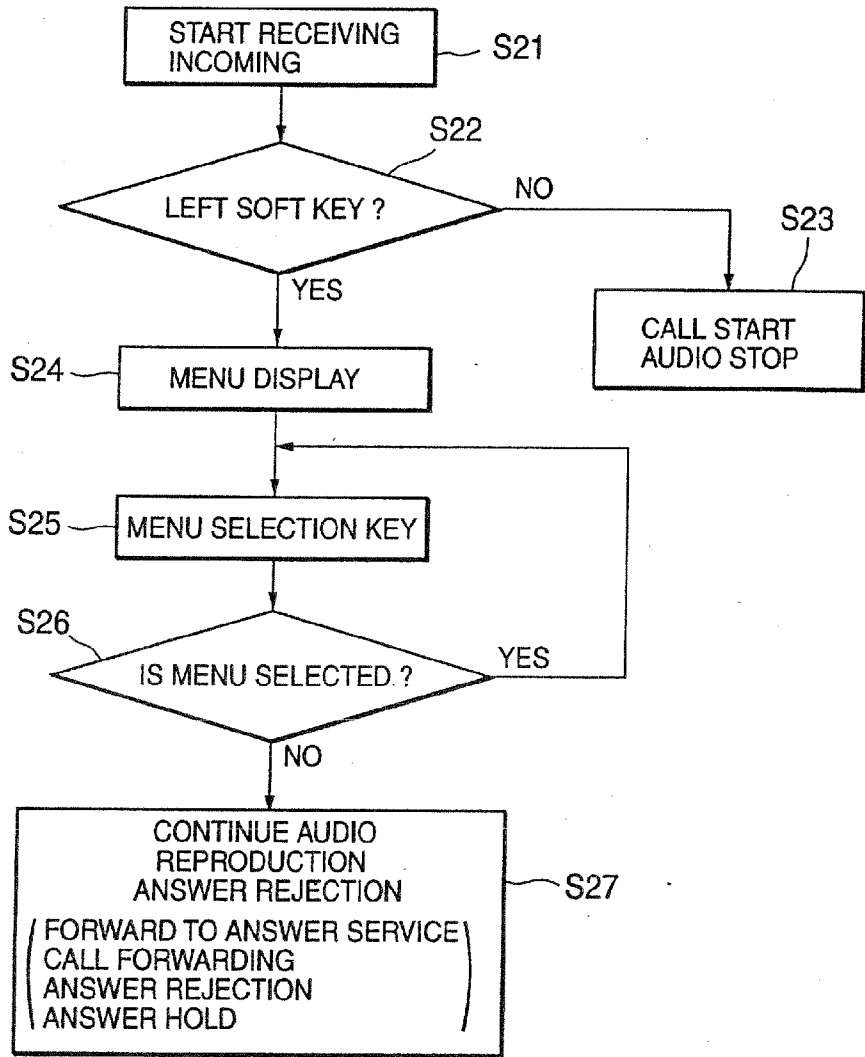 START RECEIVING
INCOMING
S21
S22
LEFT SOFT KEY ?
NO
S23
YES
CALL START
AUDIO STOP
S24
MENU DISPLAY
S25
MENU SELECTION KEY
S26
IS MENU SELECTED ?
YES
NO
CONTINUE AUDIO
REPRODUCTION
ANSWER REJECTION
S27
FORWARD TO ANSWER SERVICE
CALL FORWARDING
ANSWER REJECTION
ANSWER HOLD